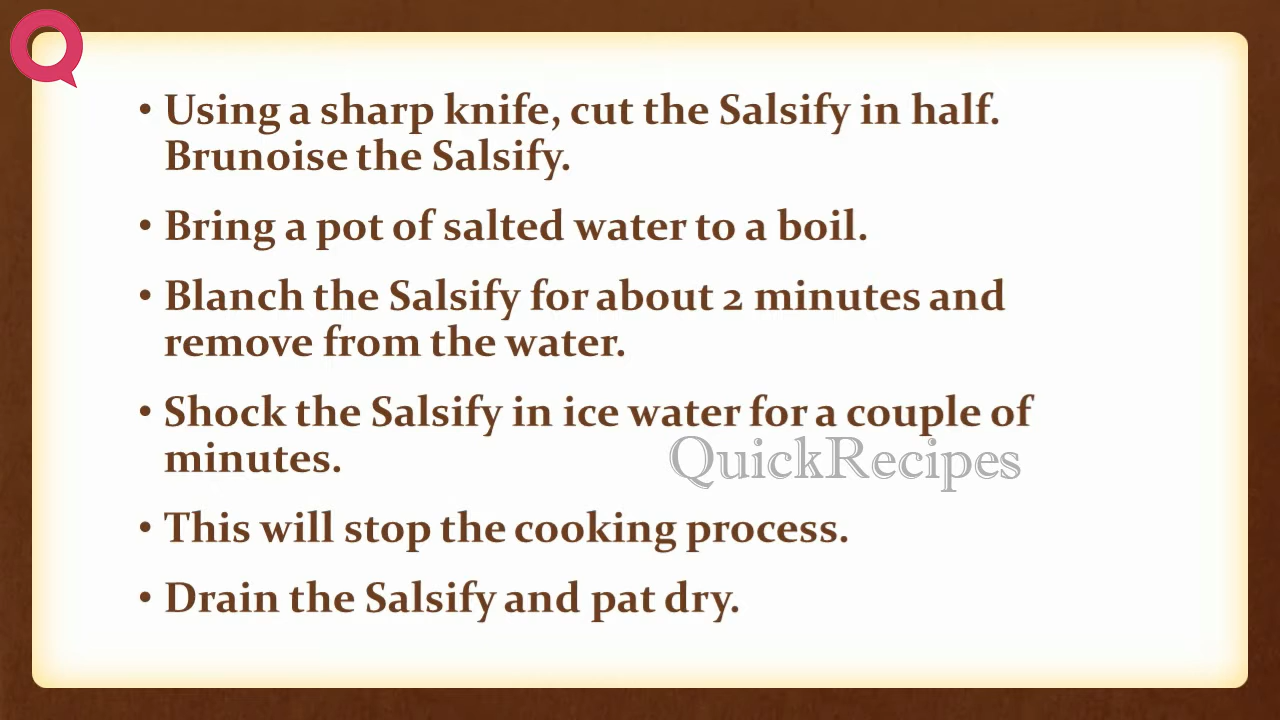 • Using a sharp knife, cut the Salsify in half.
Brunoise the Salsify.
• Bring a pot of salted water to a boil.
• Blanch the Salsify for about 2 minutes and
remove from the water.
• Shock the Salsify in ice water for a couple of
minutes.
QuickRecipes
• This will stop the cooking process.
• Drain the Salsify and pat dry.